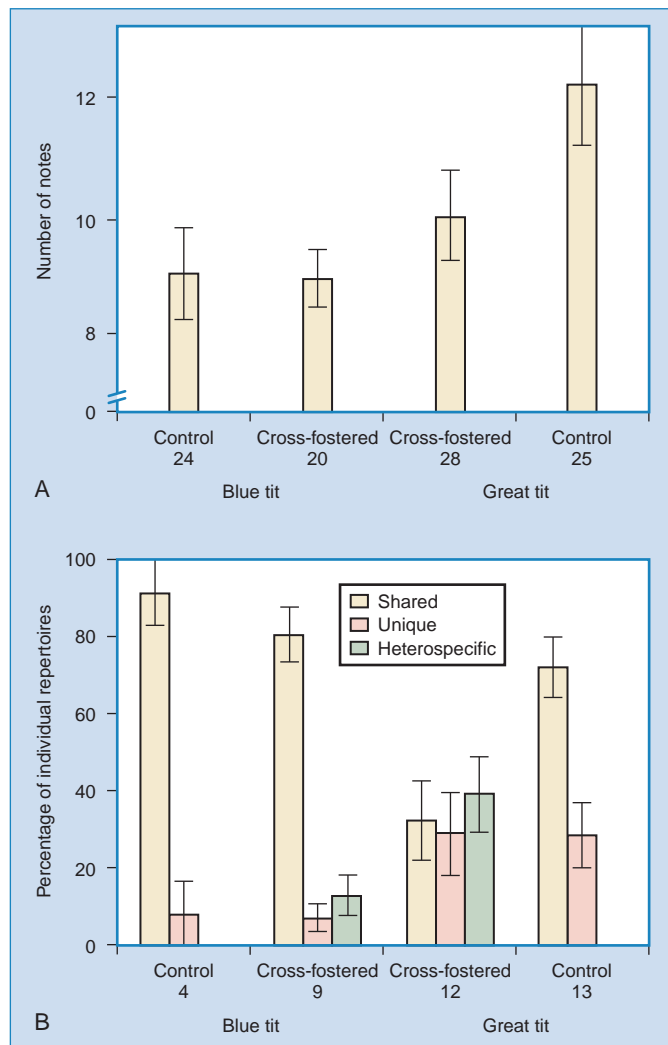 Number of notes
12
10
8
0
Control Cross-fostered Cross-fostered Control
24 20 28 25
Blue tit Great tit
A
Percentage of individual repertoires
100
80
60
40
20
0
Shared
Unique
Heterospecific
Control Cross-fostered Cross-fostered Control
4 9 12 13
Blue tit Great tit
B